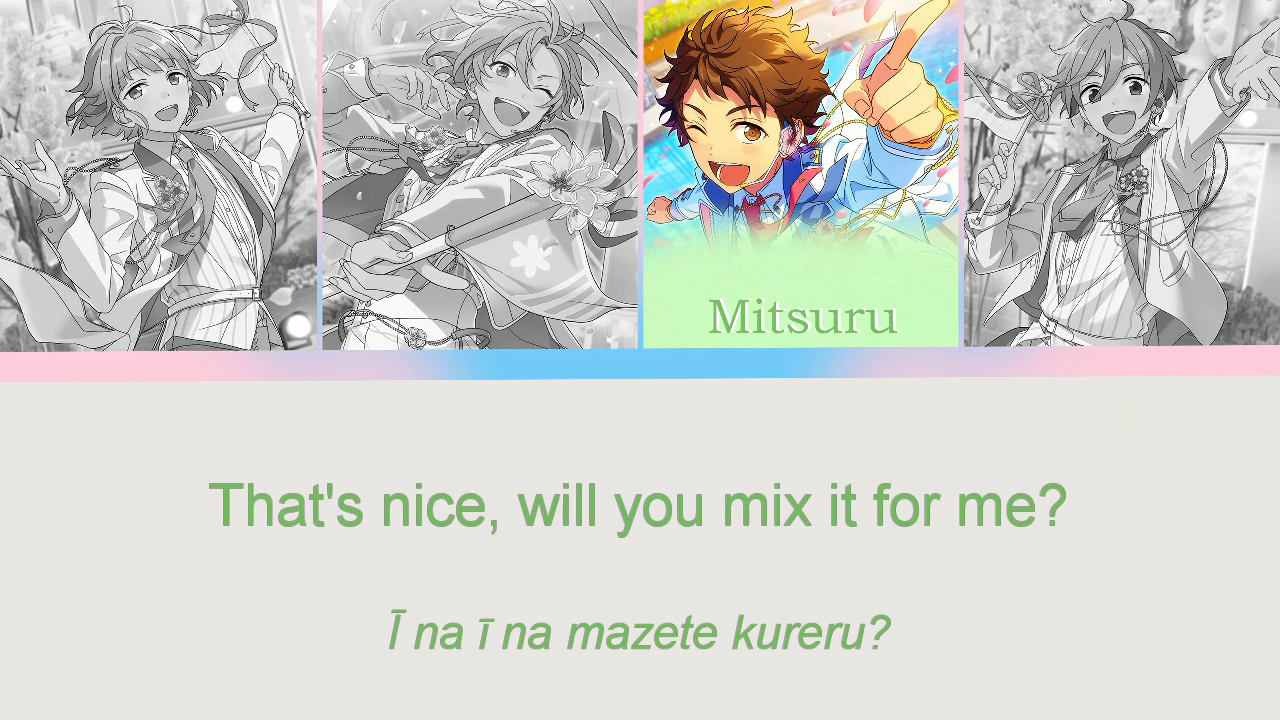 Mitsuru
That's nice, will you mix it for me?
Ī na ī na mazete kureru?